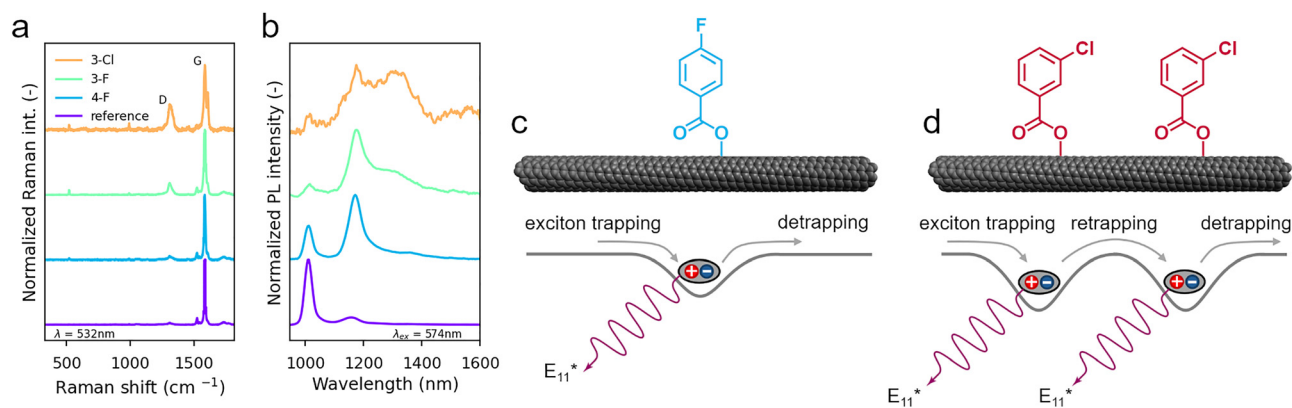 a
Normalized Raman int. (-)
3-Cl
3-F
4-F
reference
D
G
λ = 532nm
500
1000
1500
Raman shift (cm ⁻¹)
b
Normalized PL intensity (-)
λex = 574nm
1000
1200
1400
1600
Wavelength (nm)
c
F
O
O
exciton trapping
detrapping
+ −
E11*
d
Cl
Cl
O
O
O
O
exciton trapping
retrapping
detrapping
+ −
+ −
E11*
E11*